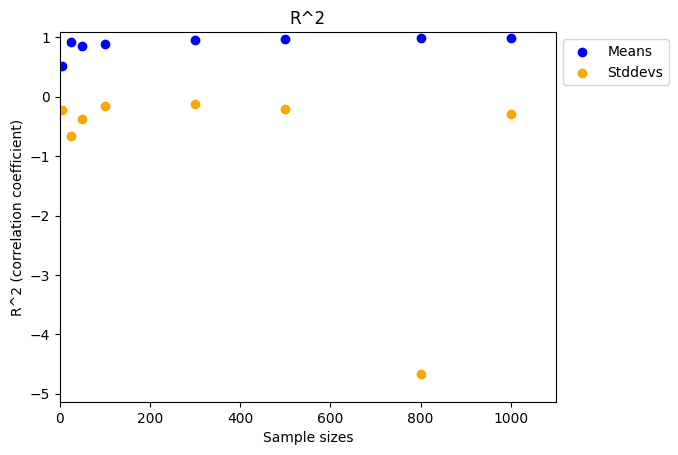 R^2
Means
Stddevs
R^2 (correlation coefficient)
1
0
−1
−2
−3
−4
−5
0
200
400
600
800
1000
Sample sizes